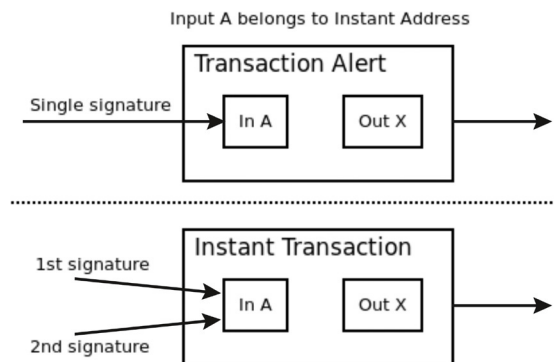 Input A belongs to Instant Address
Transaction Alert
Single signature
In A
Out X
Instant Transaction
1st signature
In A
Out X
2nd signature